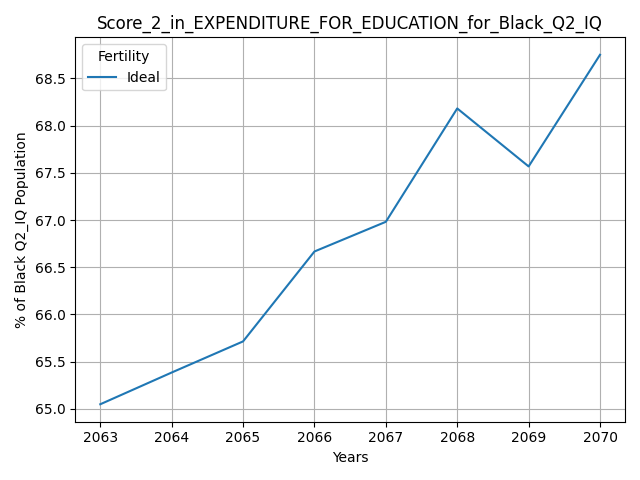 Score_2_in_EXPENDITURE_FOR_EDUCATION_for_Black_Q2_IQ
Fertility
Ideal
% of Black Q2_IQ Population
68.5
68.0
67.5
67.0
66.5
66.0
65.5
65.0
2063 2064 2065 2066 2067 2068 2069 2070
Years